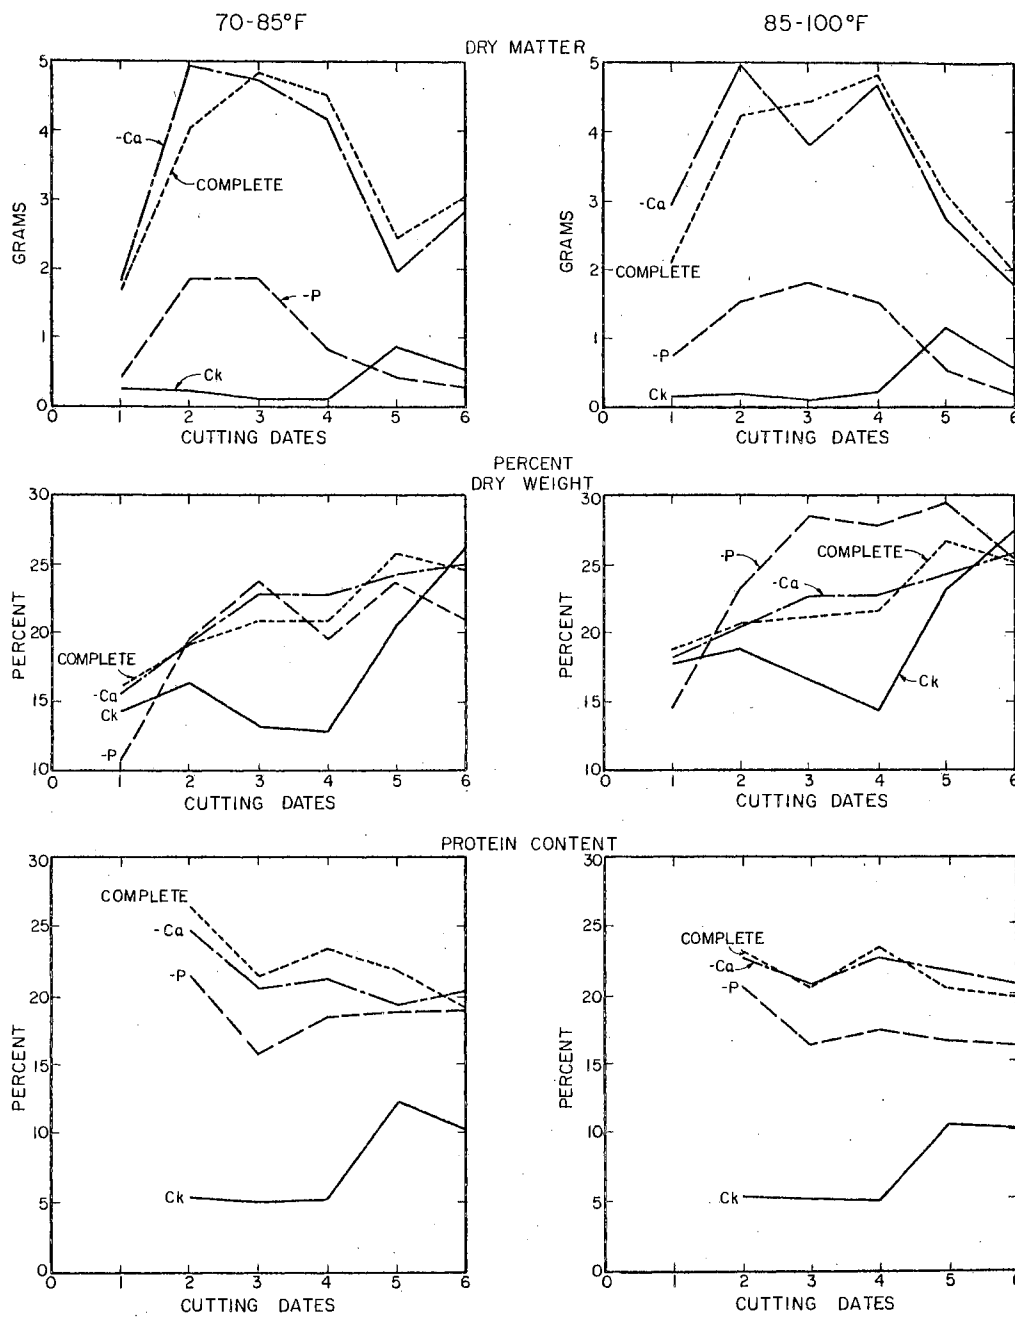 70-85°F 85-100°F
DRY MATTER
5 5
4 4
-Ca
COMPLETE
3 3
-Ca
GRAMS GRAMS
2 2
COMPLETE
-P
1 1
-P
Ck Ck
0 0
0 1 2 3 4 5 6 0 1 2 3 4 5 6
CUTTING DATES CUTTING DATES
PERCENT
DRY WEIGHT
30 30
25 25
-P COMPLETE
-Ca
20 20
PERCENT PERCENT
COMPLETE
-Ca
Ck
Ck
15 15
-P
10 10
0 1 2 3 4 5 6 0 1 2 3 4 5 6
CUTTING DATES CUTTING DATES
PROTEIN CONTENT
30 30
COMPLETE
25 25
-Ca COMPLETE
-Ca
-P -P
20 20
15 15
PERCENT PERCENT
10 10
5 5
Ck Ck
0 0
1 2 3 4 5 6 0 1 2 3 4 5 6
CUTTING DATES CUTTING DATES